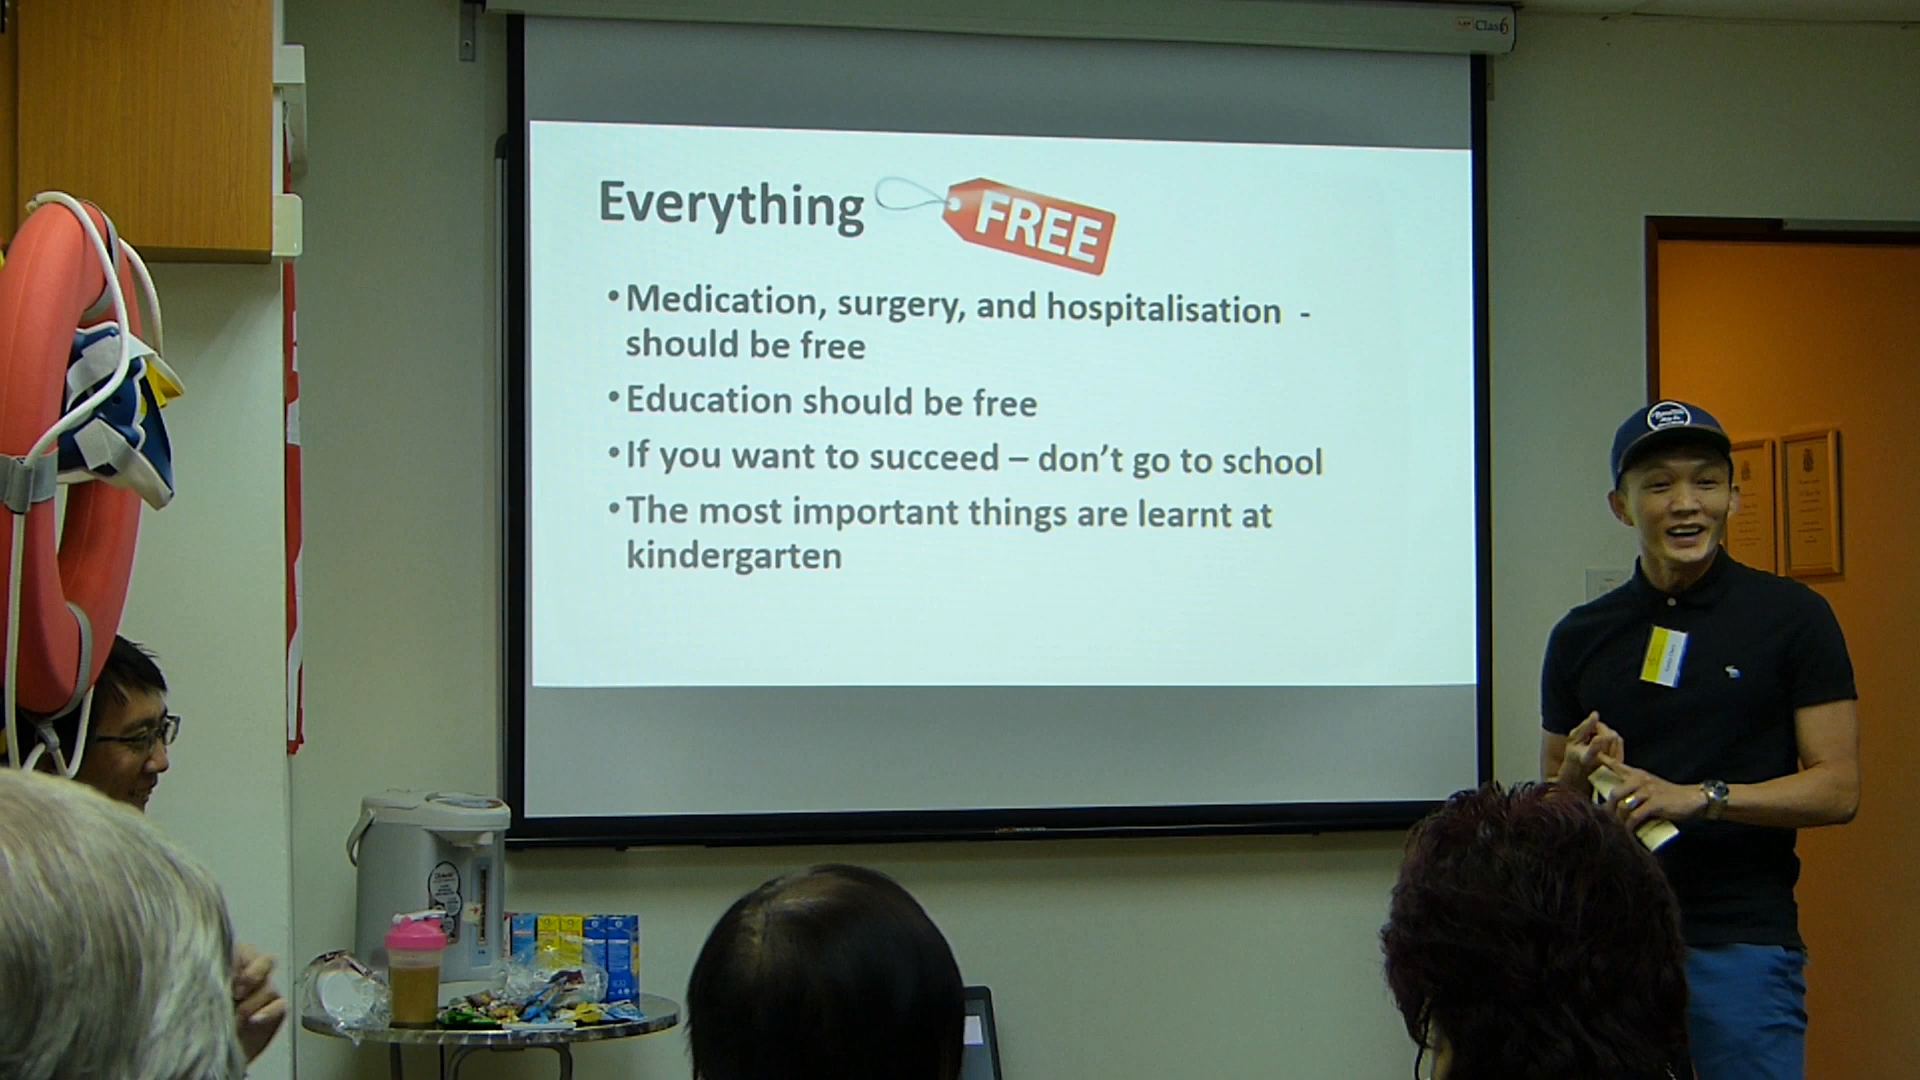 Everything FREE
•Medication, surgery, and hospitalisation -
should be free
•Education should be free
•If you want to succeed – don't go to school
•The most important things are learnt at
kindergarten